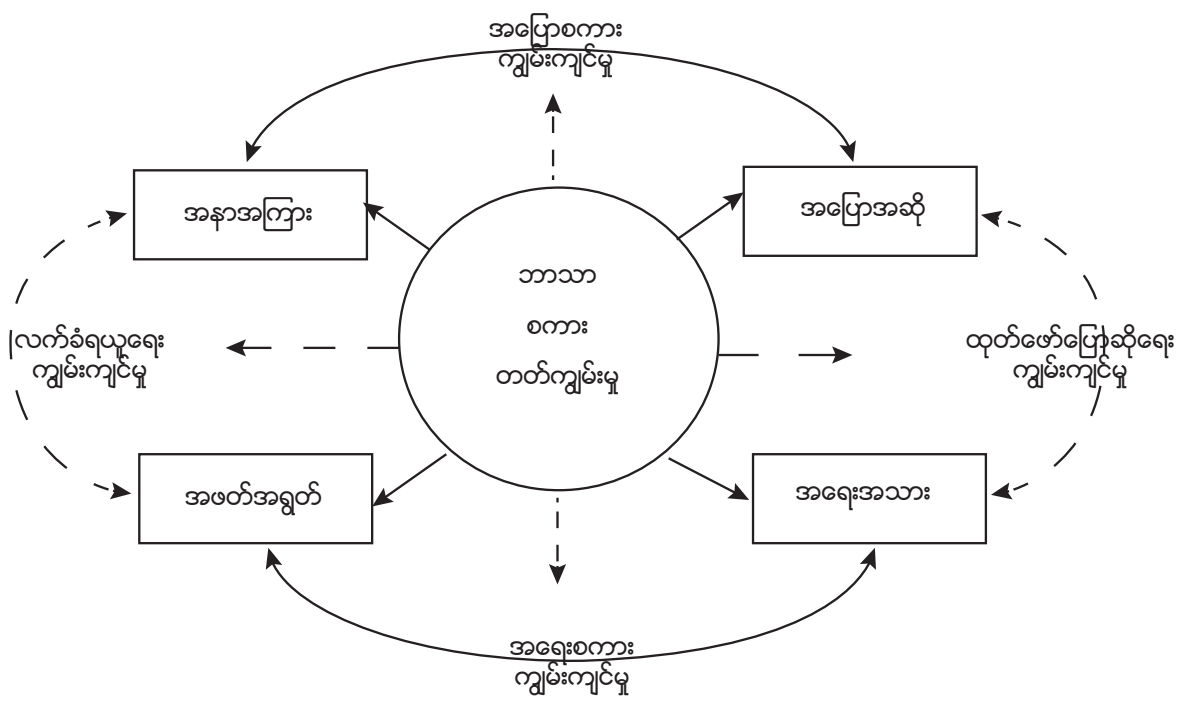 အပြောစကား
ကျွမ်းကျင်မှု
အနာအကြား
အပြောအဆို
ဘာသာ
စကား
တတ်ကျွမ်းမှု
လက်ခံရယူရေး
ကျွမ်းကျင်မှု
ထုတ်ဖော်ပြောဆိုရေး
ကျွမ်းကျင်မှု
အဖတ်အရွတ်
အရေးအသား
အရေးစကား
ကျွမ်းကျင်မှု